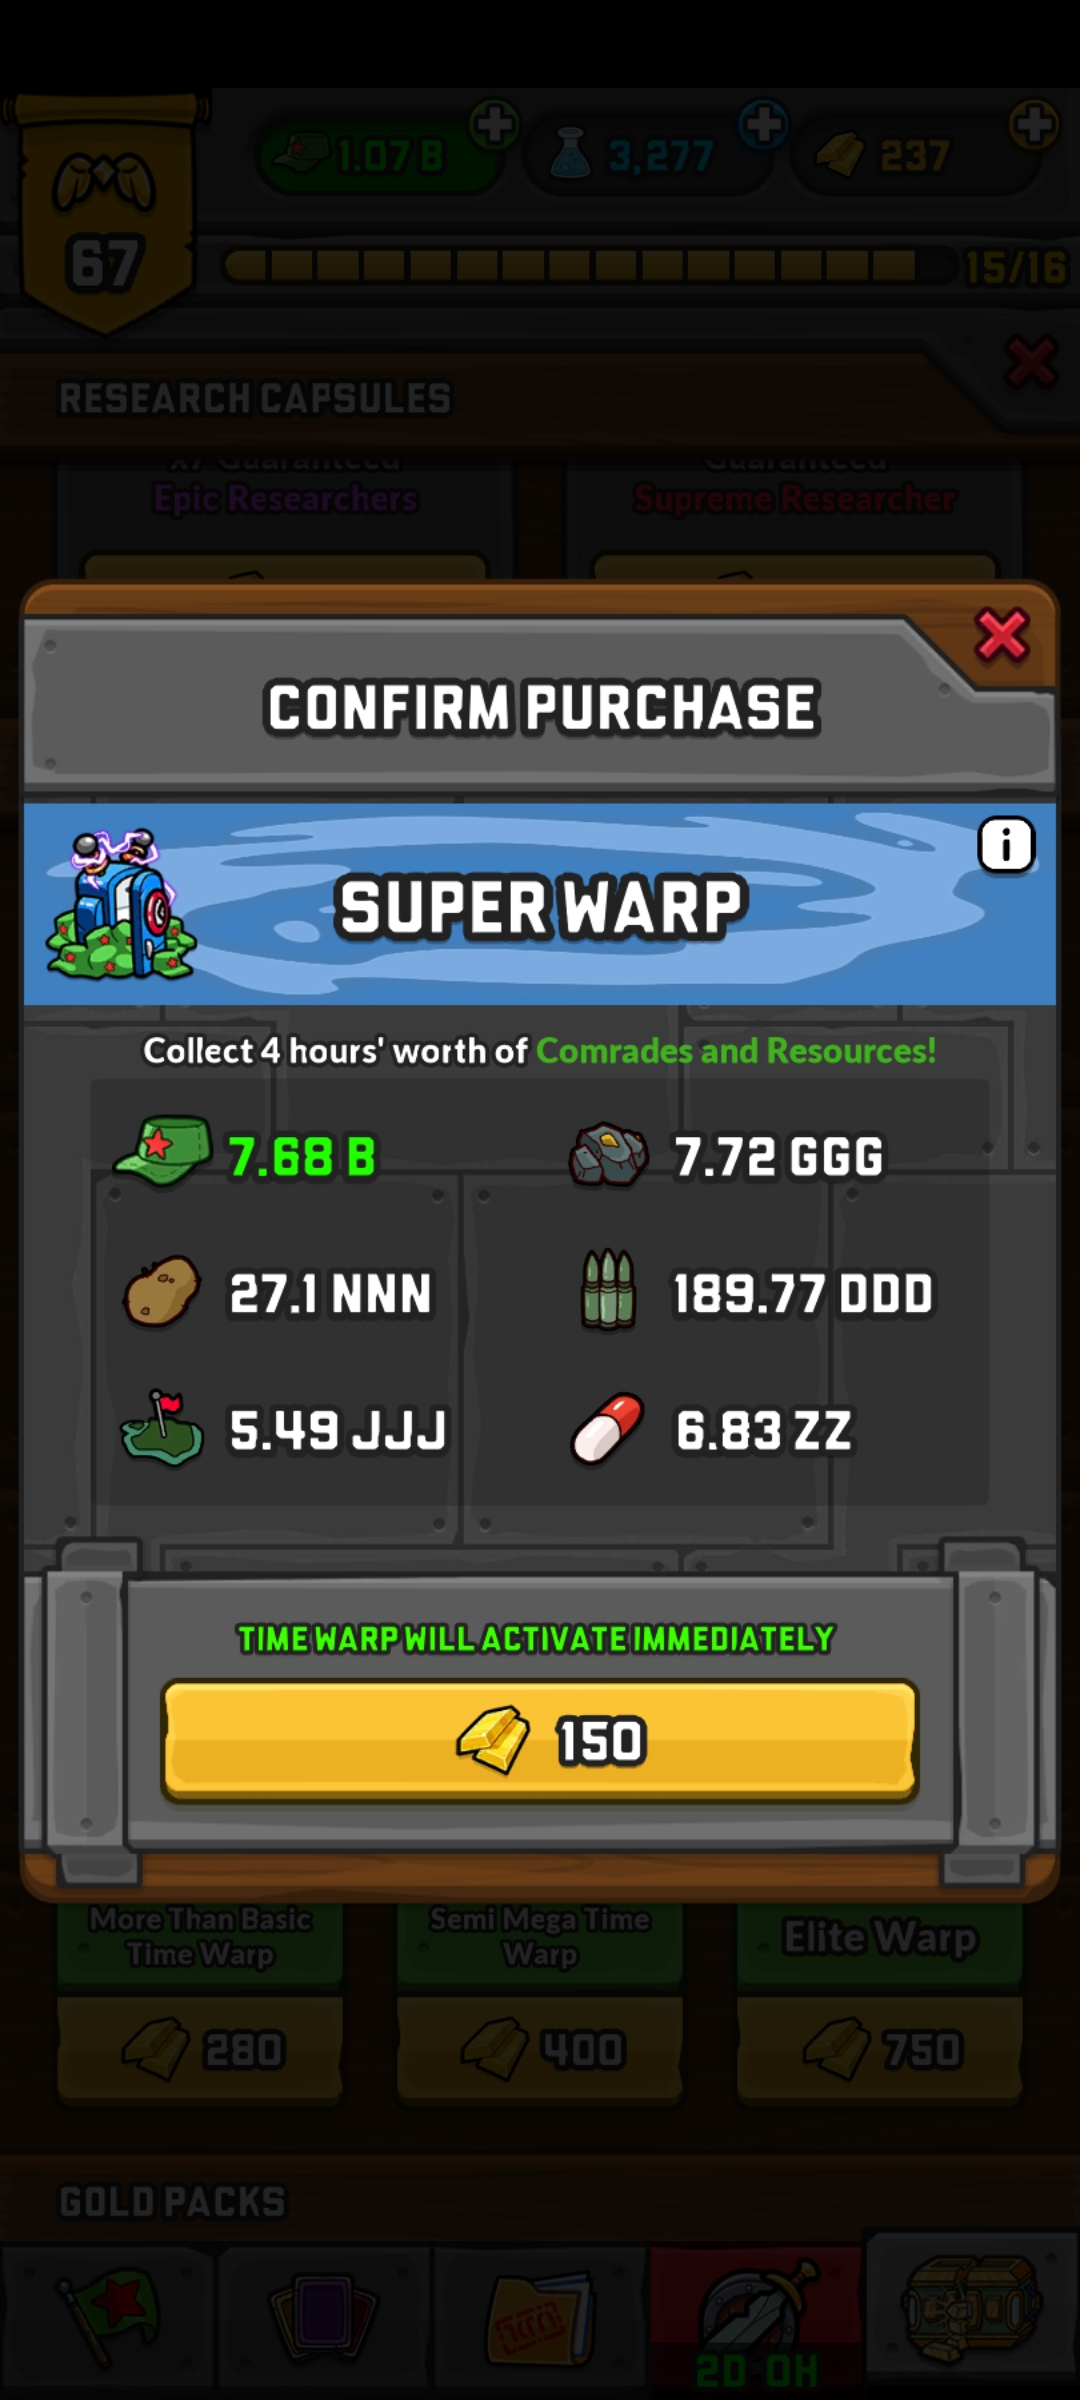 1.07 B
3,277
237
67
15/16
RESEARCH CAPSULES
x7 Guaranteed
Epic Researchers
Guaranteed
Supreme Researcher
CONFIRM PURCHASE
SUPER WARP
i
Collect 4 hours' worth of Comrades and Resources!
7.68 B
7.72 GGG
27.1 NNN
189.77 DDD
5.49 JJJ
6.83 ZZ
TIME WARP WILL ACTIVATE IMMEDIATELY
150
More Than Basic
Time Warp
Semi Mega Time
Warp
Elite Warp
280
400
750
GOLD PACKS
2D 0H